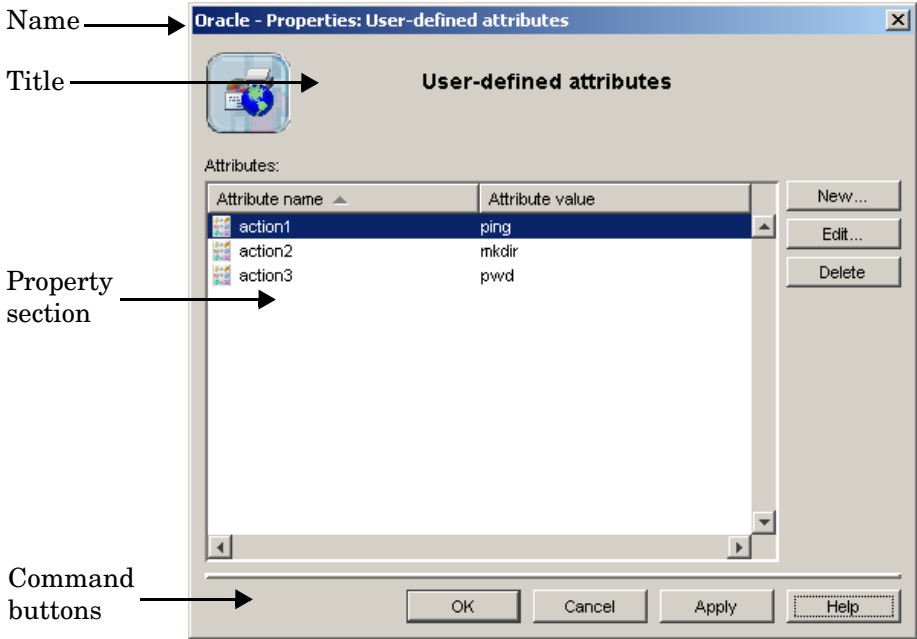 Name
Oracle - Properties: User-defined attributes
Title
User-defined attributes
Attributes:
Attribute name Attribute value
New...
action1 ping
Edit...
action2 mkdir
Delete
action3 pwd
Property
section
Command
buttons
OK Cancel Apply Help